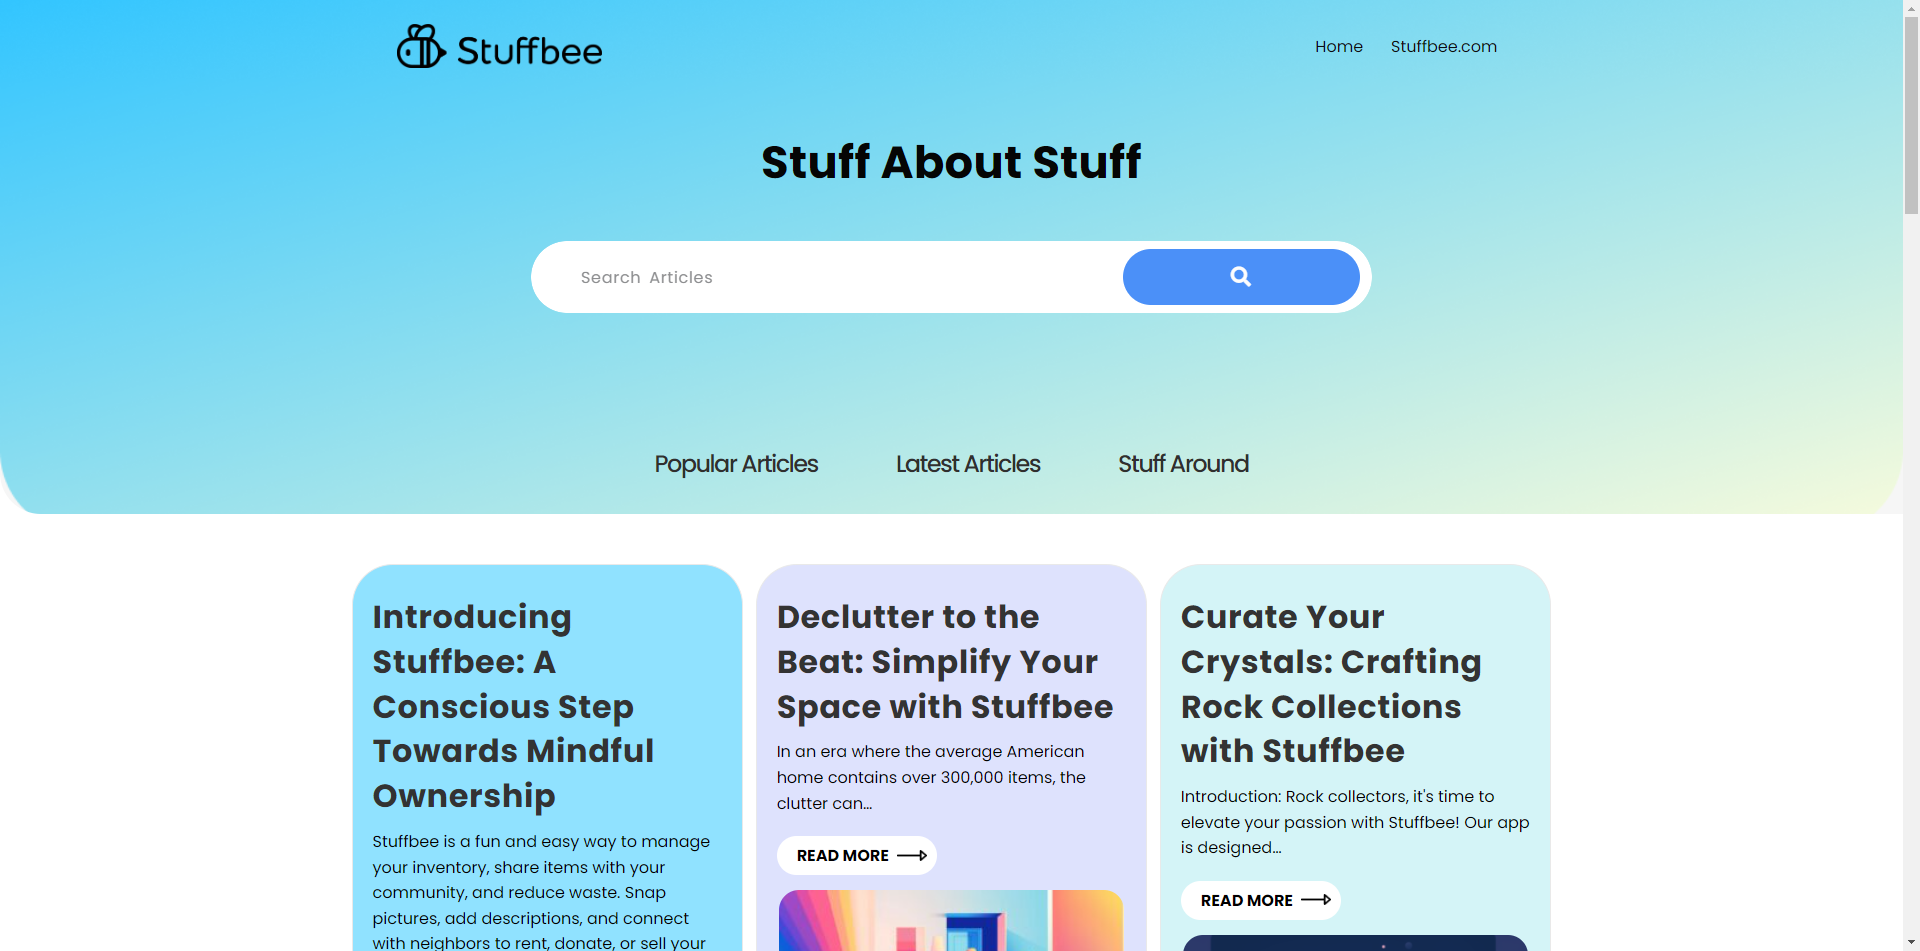 Stuffbee
Home
Stuffbee.com
Stuff About Stuff
Search Articles
Popular Articles
Latest Articles
Stuff Around
Introducing
Stuffbee: A
Conscious Step
Towards Mindful
Ownership
Stuffbee is a fun and easy way to manage
your inventory, share items with your
community, and reduce waste. Snap
pictures, add descriptions, and connect
with neighbors to rent, donate, or sell your
Declutter to the
Beat: Simplify Your
Space with Stuffbee
In an era where the average American
home contains over 300,000 items, the
clutter can...
READ MORE
Curate Your
Crystals: Crafting
Rock Collections
with Stuffbee
Introduction: Rock collectors, it's time to
elevate your passion with Stuffbee! Our app
is designed...
READ MORE